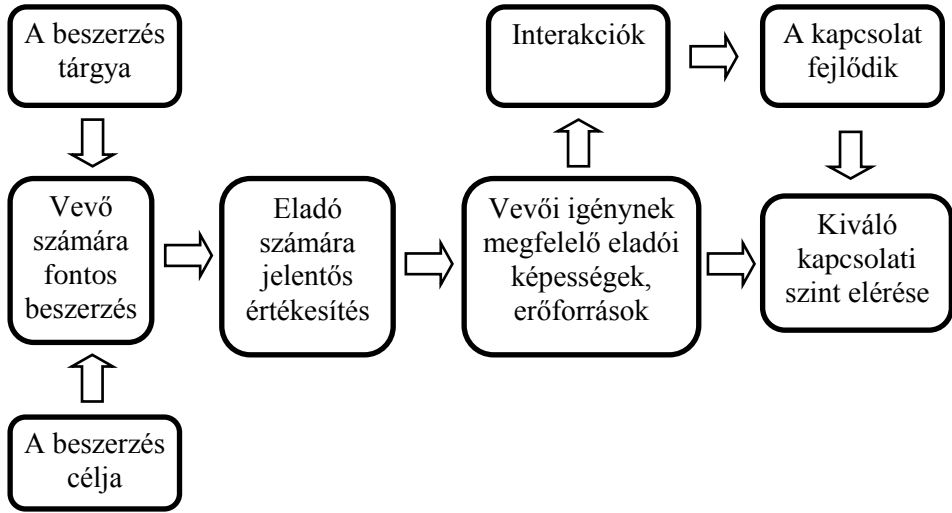 A beszerzés
tárgya
Interakciók
A kapcsolat
fejlődik
Vevő
számára
fontos
beszerzés
Eladó
számára
jelentős
értékesítés
Vevői igénynek
megfelelő eladói
képességek,
erőforrások
Kiváló
kapcsolati
szint elérése
A beszerzés
célja